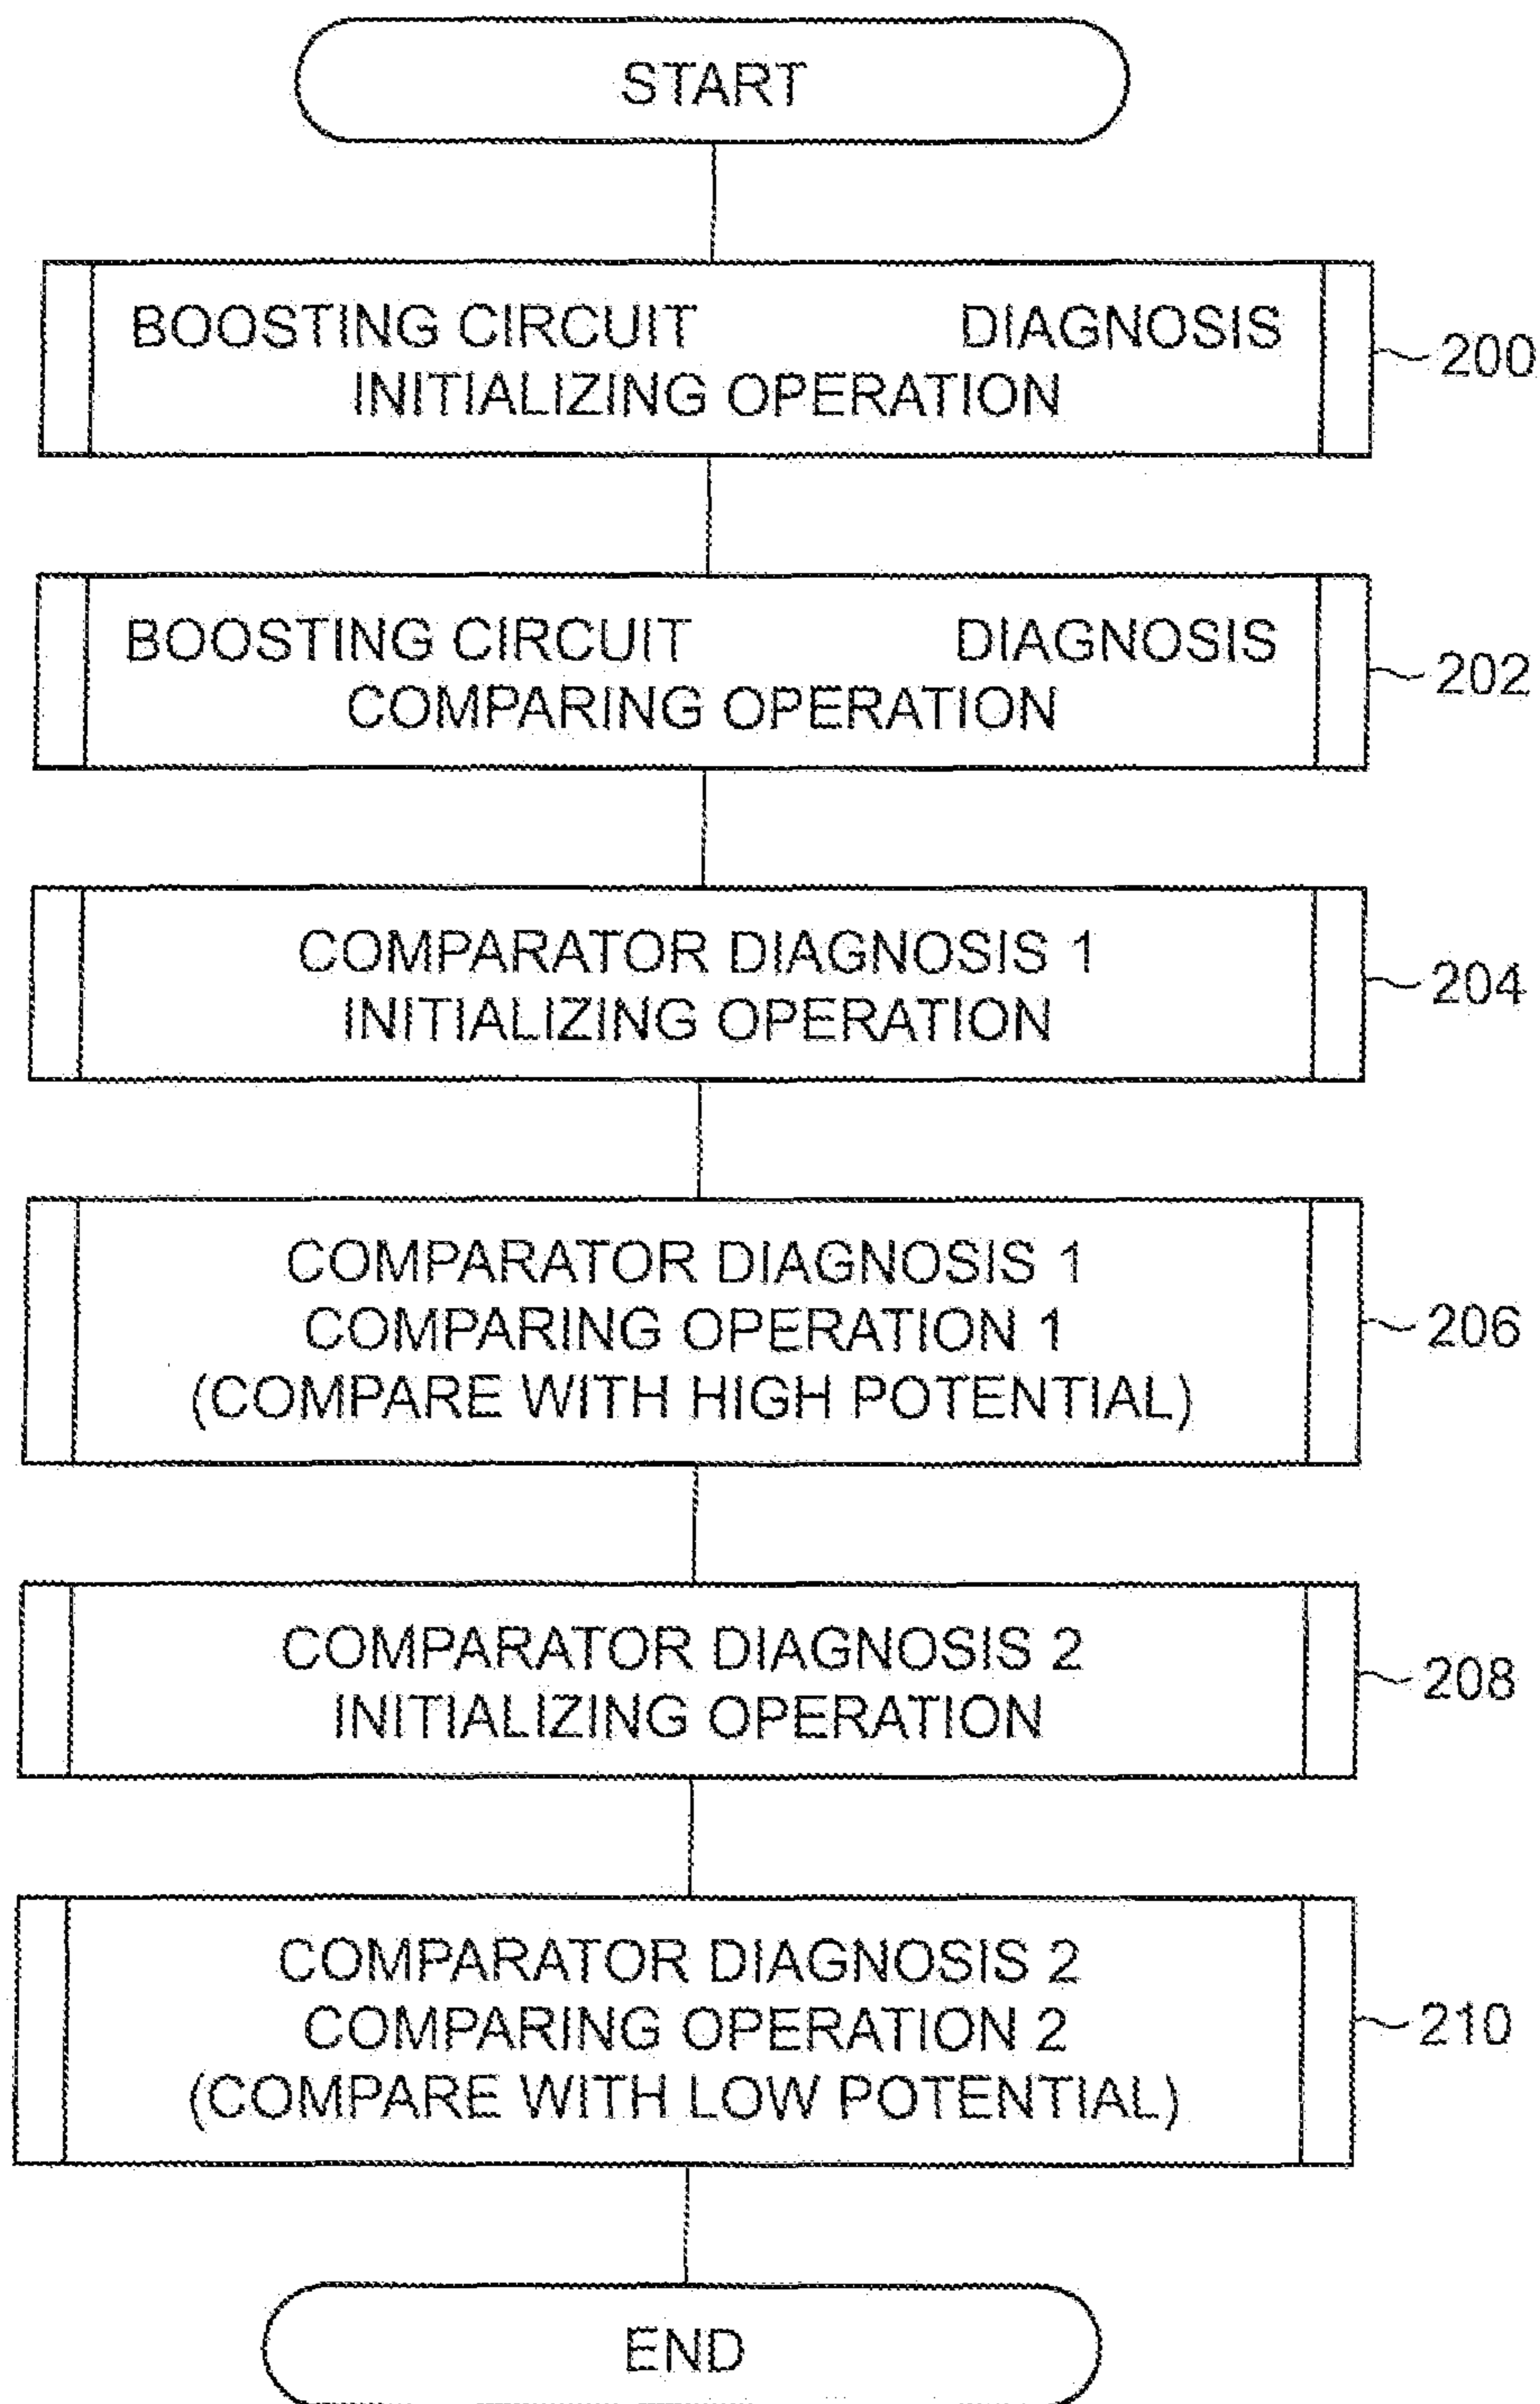 START
BOOSTING CIRCUIT DIAGNOSIS
INITIALIZING OPERATION
200
BOOSTING CIRCUIT DIAGNOSIS
COMPARING OPERATION
202
COMPARATOR DIAGNOSIS 1
INITIALIZING OPERATION
204
COMPARATOR DIAGNOSIS 1
COMPARING OPERATION 1
(COMPARE WITH HIGH POTENTIAL)
206
COMPARATOR DIAGNOSIS 2
INITIALIZING OPERATION
208
COMPARATOR DIAGNOSIS 2
COMPARING OPERATION 2
(COMPARE WITH LOW POTENTIAL)
210
END